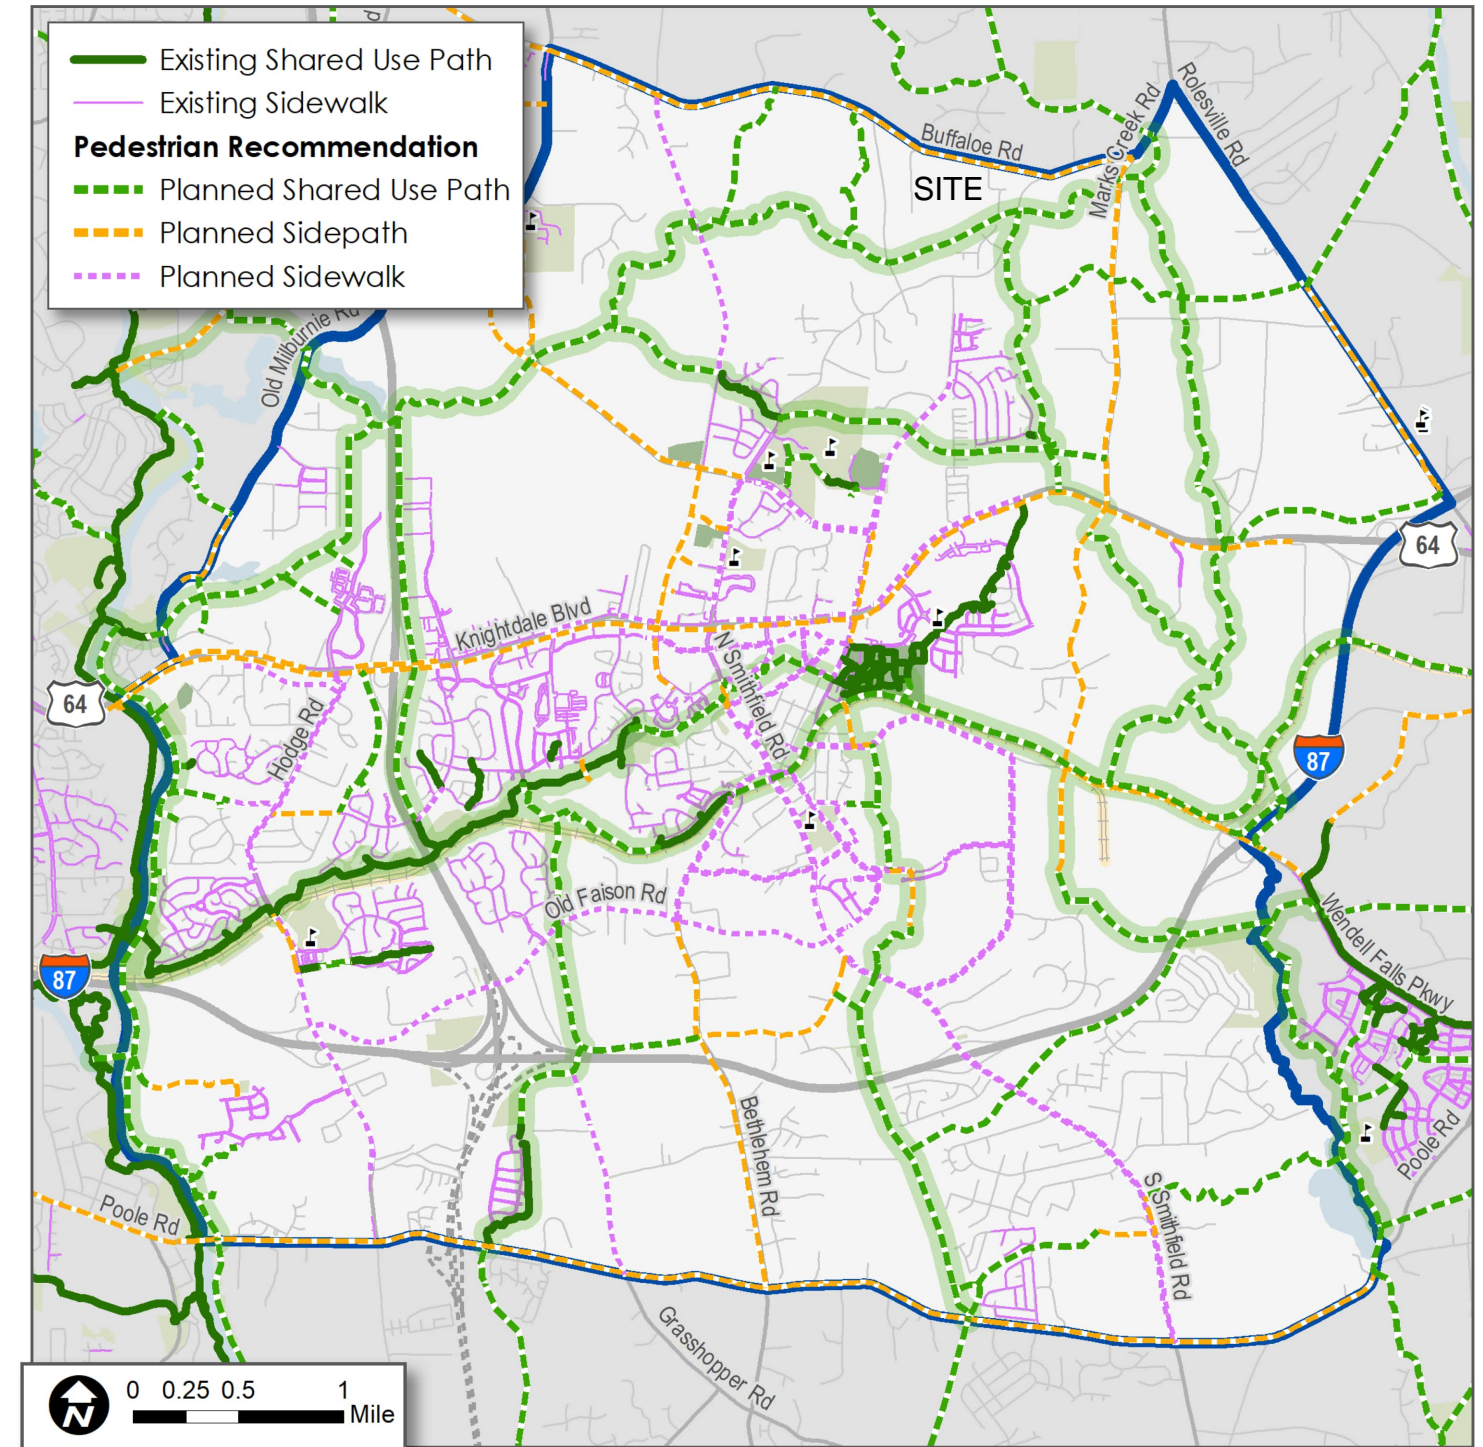 Existing Shared Use Path
Existing Sidewalk
Pedestrian Recommendation
Planned Shared Use Path
Planned Sidepath
Planned Sidewalk
d
Rolesville Rd
Marks Creek Rd
Buffaloe Rd
SITE
Old Milburnie Rd
64
Knightdale Blvd
N Smithfield Rd
64
Hodge Rd
87
Old Faison Rd
Wendell Falls Pkwy
87
Bethlehem Rd
Poole Rd
Poole Rd
S Smithfield Rd
Grasshopper Rd
N
0 0.25 0.5 1
Mile